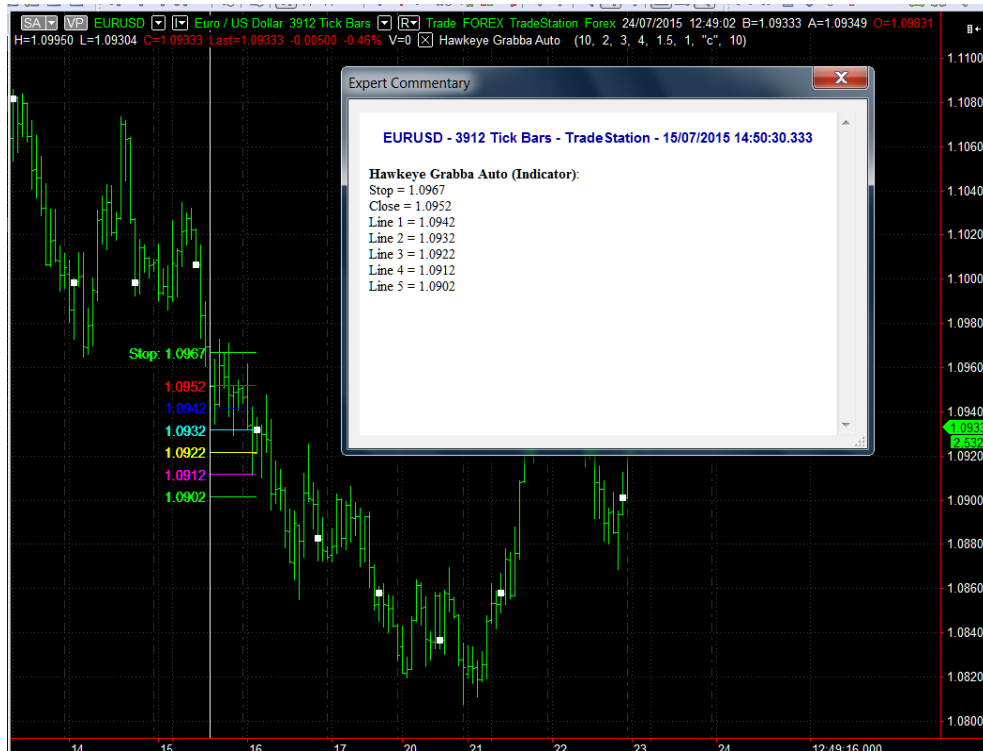 SA VP EURUSD I Euro / US Dollar 3912 Tick Bars R Trade FOREX TradeStation Forex 24/07/2015 12:49:02 B=1.09333 A=1.09349 O=1.09831
H=1.09950 L=1.09304 C=1.09333 Last=1.09333 -0.00500 -0.46% V=0 Hawkeye Grabba Auto (10, 2, 3, 4, 1.5, 1, "c", 10)
Expert Commentary
X
EURUSD - 3912 Tick Bars - TradeStation - 15/07/2015 14:50:30.333
Hawkeye Grabba Auto (Indicator):
Stop = 1.0967
Close = 1.0952
Line 1 = 1.0942
Line 2 = 1.0932
Line 3 = 1.0922
Line 4 = 1.0912
Line 5 = 1.0902
Stop: 1.0967
1.0952
1.0942
1.0932
1.0922
1.0912
1.0902
1.1100
1.1080
1.1060
1.1040
1.1020
1.1000
1.0980
1.0960
1.0940
1.0933
2.532
1.0920
1.0900
1.0880
1.0860
1.0840
1.0820
1.0800
14 15 16 17 20 21 22 23 24 12:49:16.000